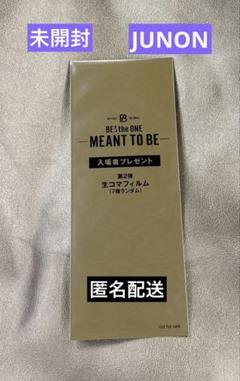 未開封 JUNON
BE:the ONE
MEANT TO BE
入場者プレゼント
第2弾
生コマフィルム
(7種ランダム)
匿名配送
not for sale